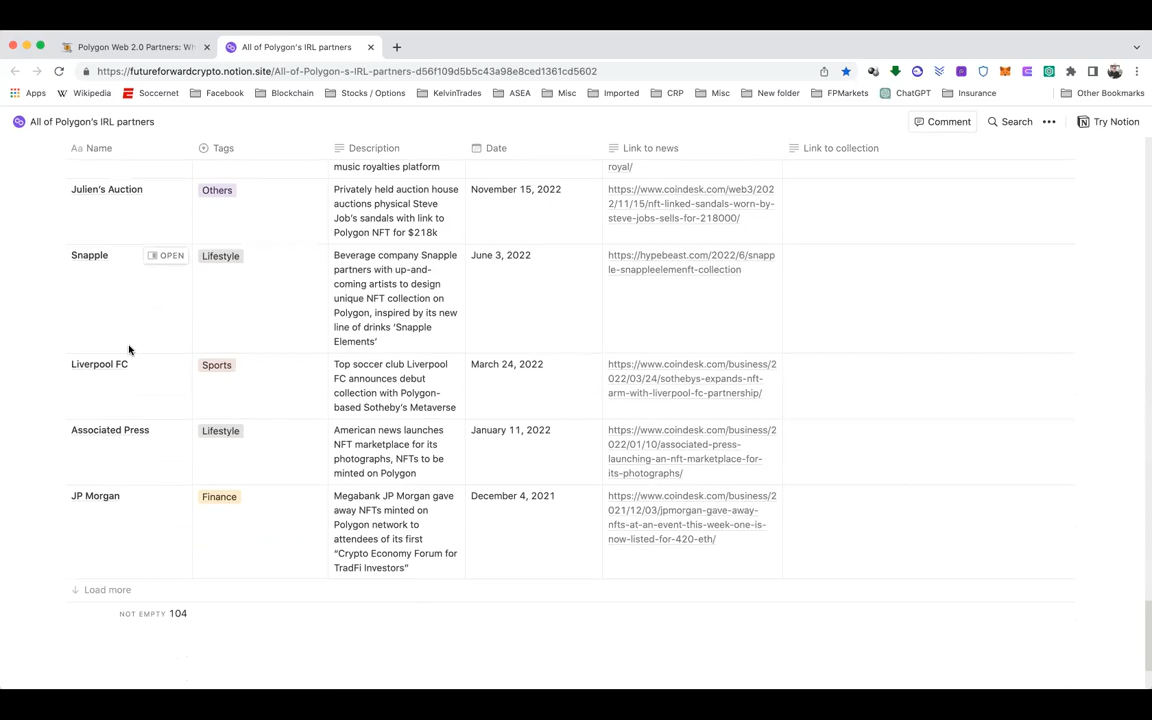 Polygon Web 2.0 Partners: Wh
All of Polygon's IRL partners
https://futureforwardcrypto.notion.site/All-of-Polygon-s-IRL-partners-d56f109d5b5c43a98e8ced1361cd5602
Apps Wikipedia Soccernet Facebook Blockchain Stocks / Options KelvinTrades ASEA Misc Imported CRP Misc New folder FPMarkets ChatGPT Insurance Other Bookmarks
All of Polygon's IRL partners
Comment Search ••• Try Notion
Aa Name Tags Description Date Link to news Link to collection
music royalties platform
royal/
Julien's Auction
Others
Privately held auction house
auctions physical Steve
Job's sandals with link to
Polygon NFT for $218k
November 15, 2022
https://www.coindesk.com/web3/202
2/11/15/nft-linked-sandals-worn-by-
steve-jobs-sells-for-218000/
Snapple
OPEN
Lifestyle
Beverage company Snapple
partners with up-and-
coming artists to design
unique NFT collection on
Polygon, inspired by its new
line of drinks ‘Snapple
Elements’
June 3, 2022
https://hypebeast.com/2022/6/snapp
le-snappleelemenft-collection
Liverpool FC
Sports
Top soccer club Liverpool
FC announces debut
collection with Polygon-
based Sotheby's Metaverse
March 24, 2022
https://www.coindesk.com/business/2
022/03/24/sothebys-expands-nft-
arm-with-liverpool-fc-partnership/
Associated Press
Lifestyle
American news launches
NFT marketplace for its
photographs, NFTs to be
minted on Polygon
January 11, 2022
https://www.coindesk.com/business/2
022/01/10/associated-press-
launching-an-nft-marketplace-for-
its-photographs/
JP Morgan
Finance
Megabank JP Morgan gave
away NFTs minted on
Polygon network to
attendees of its first
“Crypto Economy Forum for
TradFi Investors”
December 4, 2021
https://www.coindesk.com/business/2
021/12/03/jpmorgan-gave-away-
nfts-at-an-event-this-week-one-is-
now-listed-for-420-eth/
Load more
NOT EMPTY 104